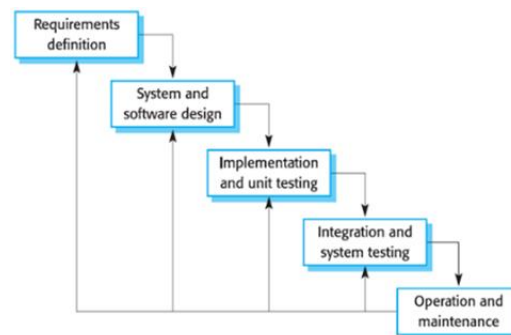 Requirements
definition
System and
software design
Implementation
and unit testing
Integration and
system testing
Operation and
maintenance